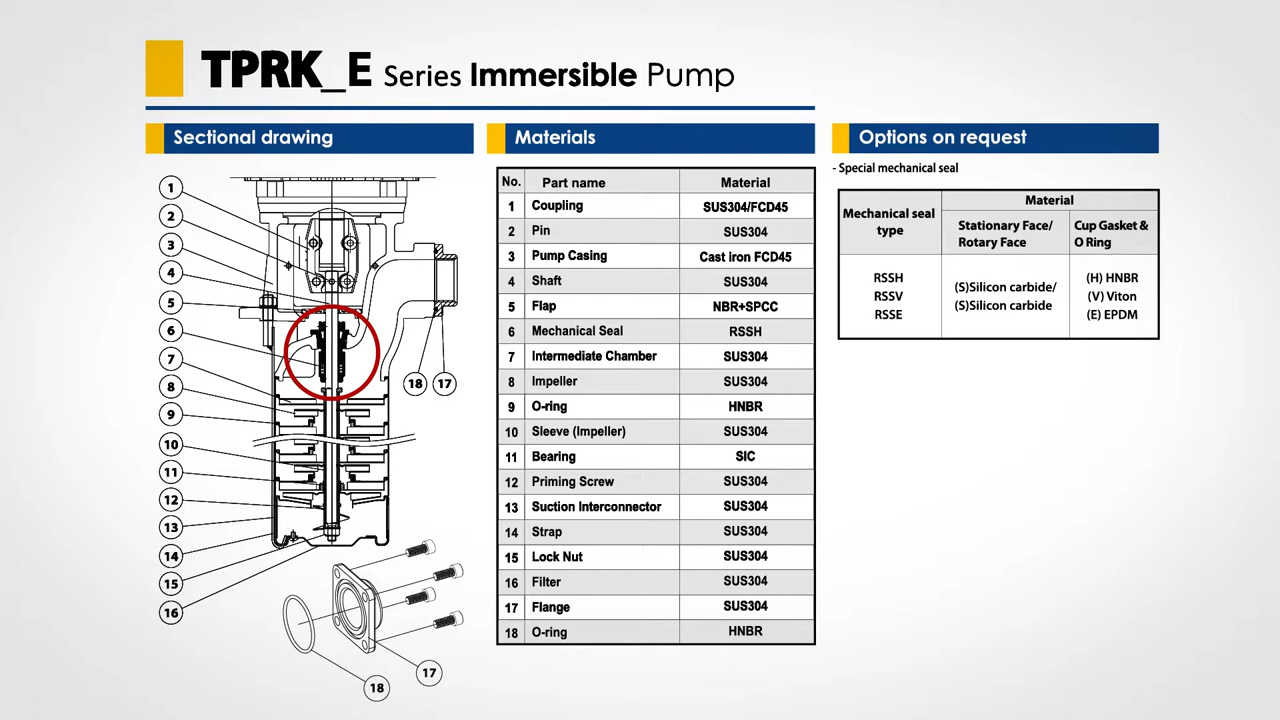 TPRK_E Series Immersible Pump
Sectional drawing
1
2
3
4
5
6
7
8
9
10
11
12
13
14
15
16
18 17
17
18
Materials
No. Part name Material
1 Coupling SUS304/FCD45
2 Pin SUS304
3 Pump Casing Cast iron FCD45
4 Shaft SUS304
5 Flap NBR+SPCC
6 Mechanical Seal RSSH
7 Intermediate Chamber SUS304
8 Impeller SUS304
9 O-ring HNBR
10 Sleeve (Impeller) SUS304
11 Bearing SIC
12 Priming Screw SUS304
13 Suction Interconnector SUS304
14 Strap SUS304
15 Lock Nut SUS304
16 Filter SUS304
17 Flange SUS304
18 O-ring HNBR
Options on request
- Special mechanical seal
Mechanical seal
type
Material
Stationary Face/
Rotary Face
Cup Gasket &
O Ring
RSSH
RSSV
RSSE
(S)Silicon carbide/
(S)Silicon carbide
(H) HNBR
(V) Viton
(E) EPDM